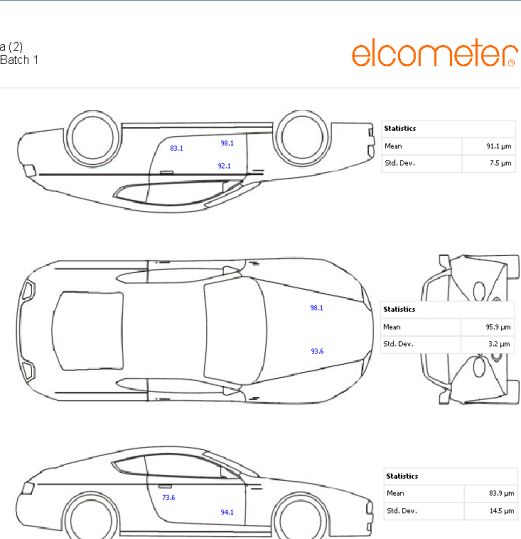 a (2)
Batch 1
elcometer
83.1
98.1
92.1
Statistics
Mean 91.1 µm
Std. Dev. 7.5 µm
98.1
93.6
Statistics
Mean 95.9 µm
Std. Dev. 3.2 µm
73.6
94.1
Statistics
Mean 83.9 µm
Std. Dev. 14.5 µm